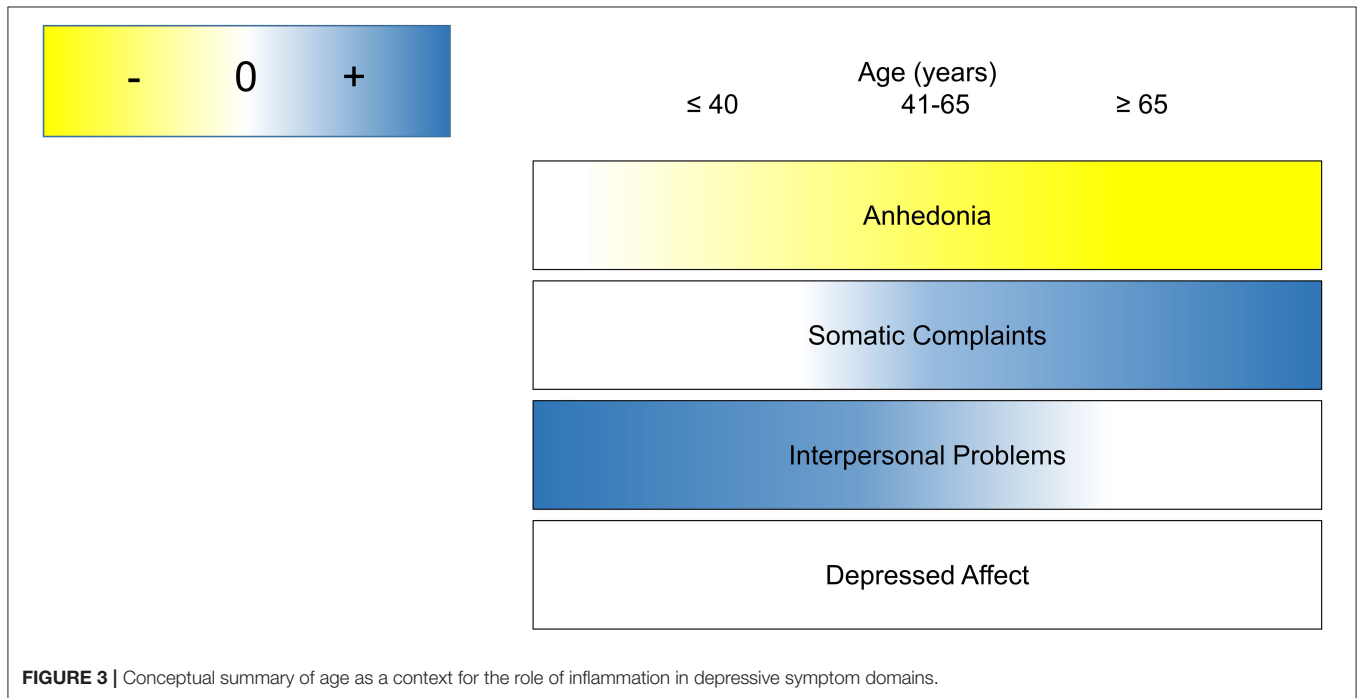 - 0 +
Age (years)
≤ 40 41-65 ≥ 65
Anhedonia
Somatic Complaints
Interpersonal Problems
Depressed Affect
FIGURE 3 | Conceptual summary of age as a context for the role of inflammation in depressive symptom domains.